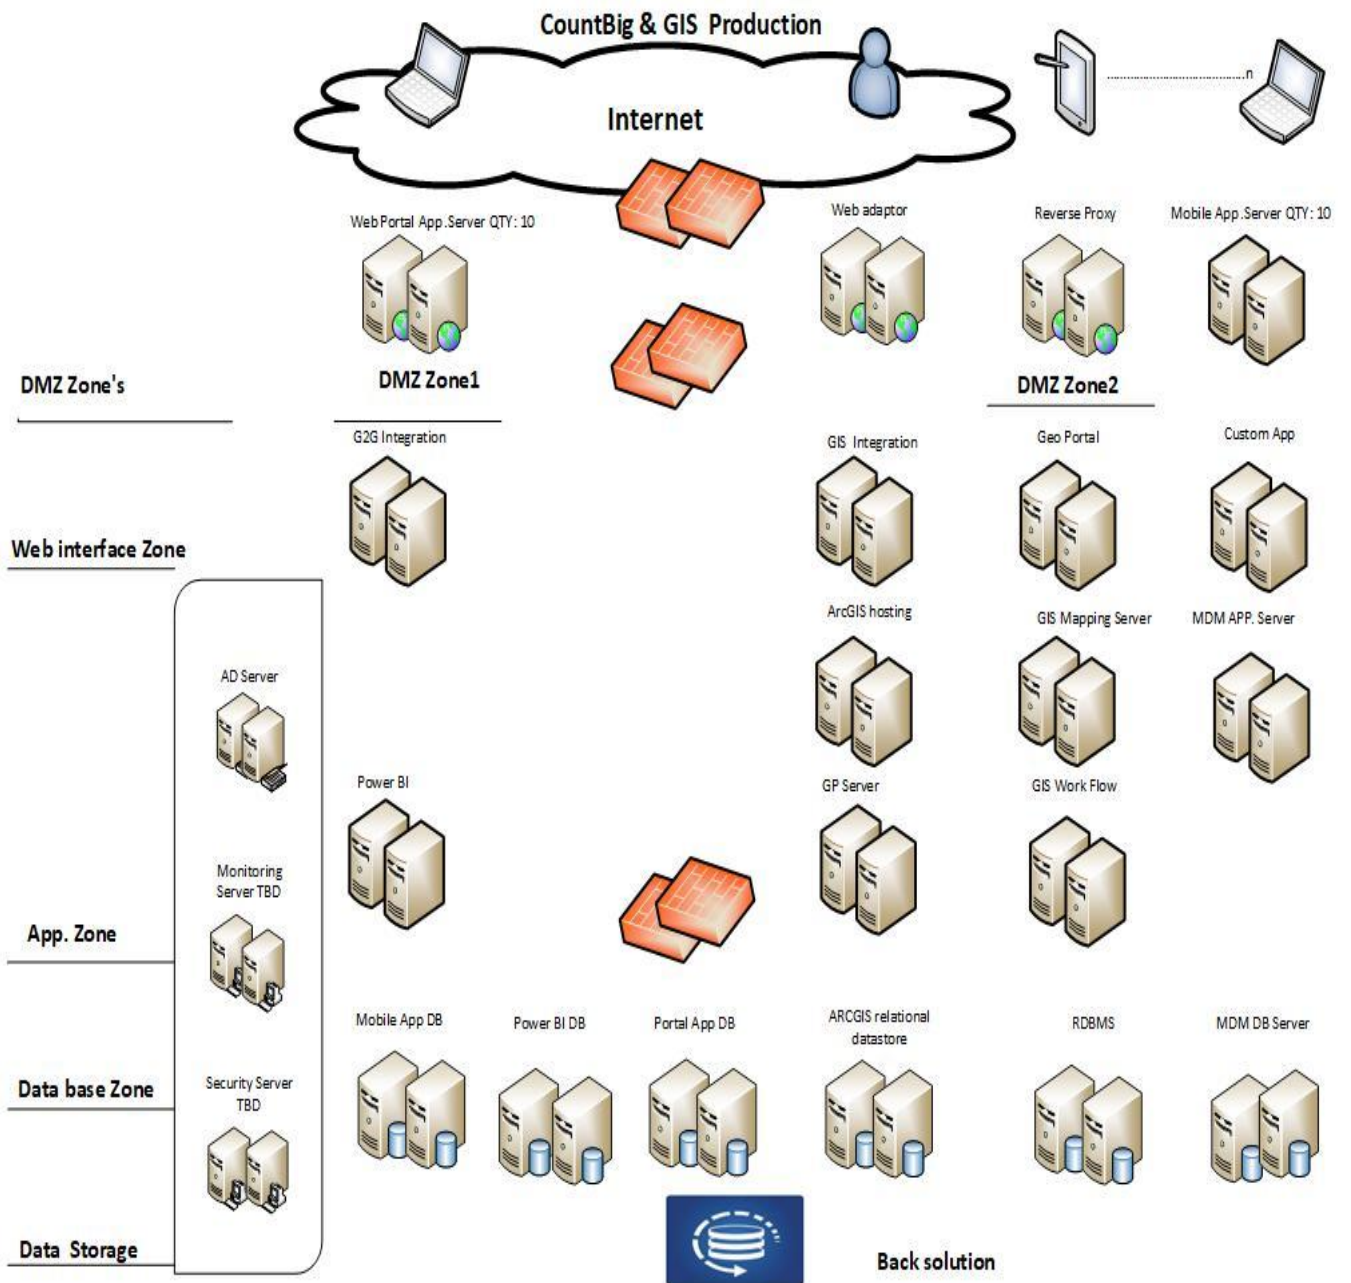 CountBig & GIS Production
Internet
..........................................n
Web Portal App.Server QTY: 10
Web adaptor
Reverse Proxy
Mobile App.Server QTY: 10
DMZ Zone's
DMZ Zone1
DMZ Zone2
G2G Integration
GIS Integration
Geo Portal
Custom App
Web interface Zone
ArcGIS hosting
GIS Mapping Server
MDM APP. Server
AD Server
Power BI
GP Server
GIS Work Flow
Monitoring
Server TBD
App. Zone
Mobile App DB
Power BI DB
Portal App DB
ARCGIS relational
datastore
RDBMS
MDM DB Server
Data base Zone
Security Server
TBD
Data Storage
Back solution